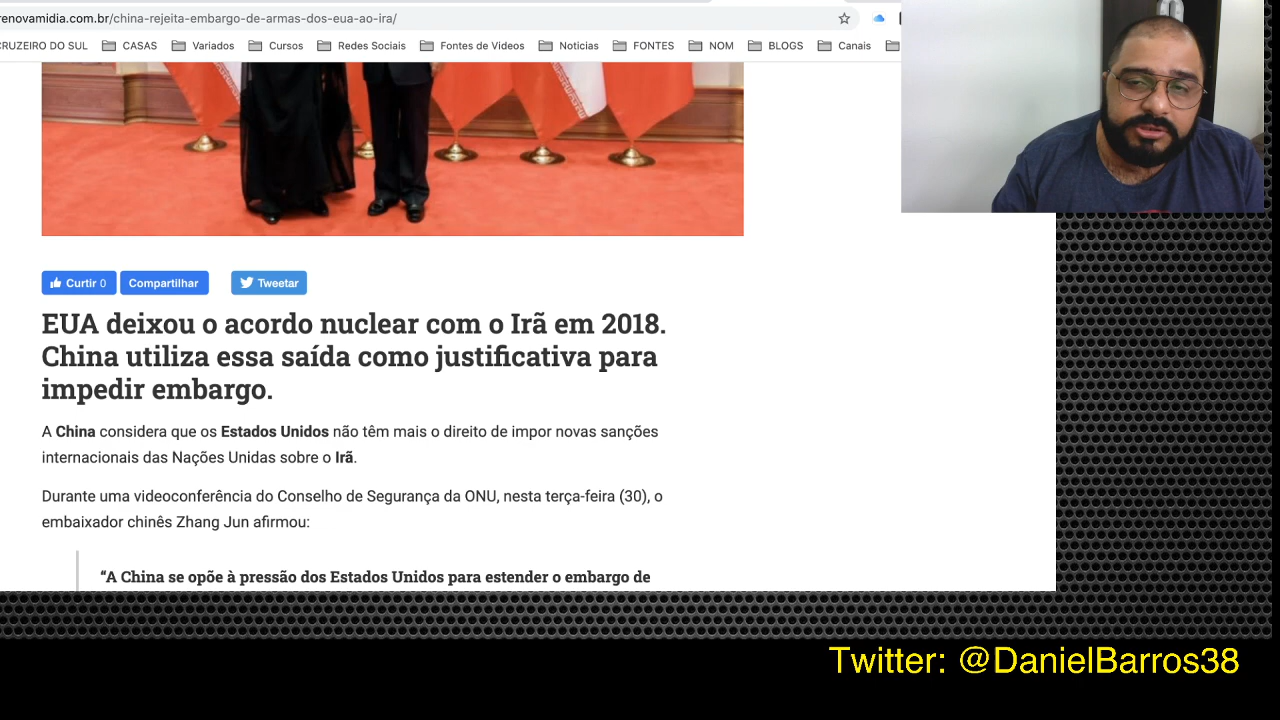 renovamidia.com.br/china-rejeita-embargo-de-armas-dos-eua-ao-ira/
CRUZEIRO DO SUL CASAS Variados Cursos Redes Sociais Fontes de Videos Noticias FONTES NOM BLOGS Canais
Curtir 0 Compartilhar Tweetar
EUA deixou o acordo nuclear com o Irã em 2018.
China utiliza essa saída como justificativa para
impedir embargo.
A China considera que os Estados Unidos não têm mais o direito de impor novas sanções
internacionais das Nações Unidas sobre o Irã.
Durante uma videoconferência do Conselho de Segurança da ONU, nesta terça-feira (30), o
embaixador chinês Zhang Jun afirmou:
“A China se opõe à pressão dos Estados Unidos para estender o embargo de
Twitter: @DanielBarros38